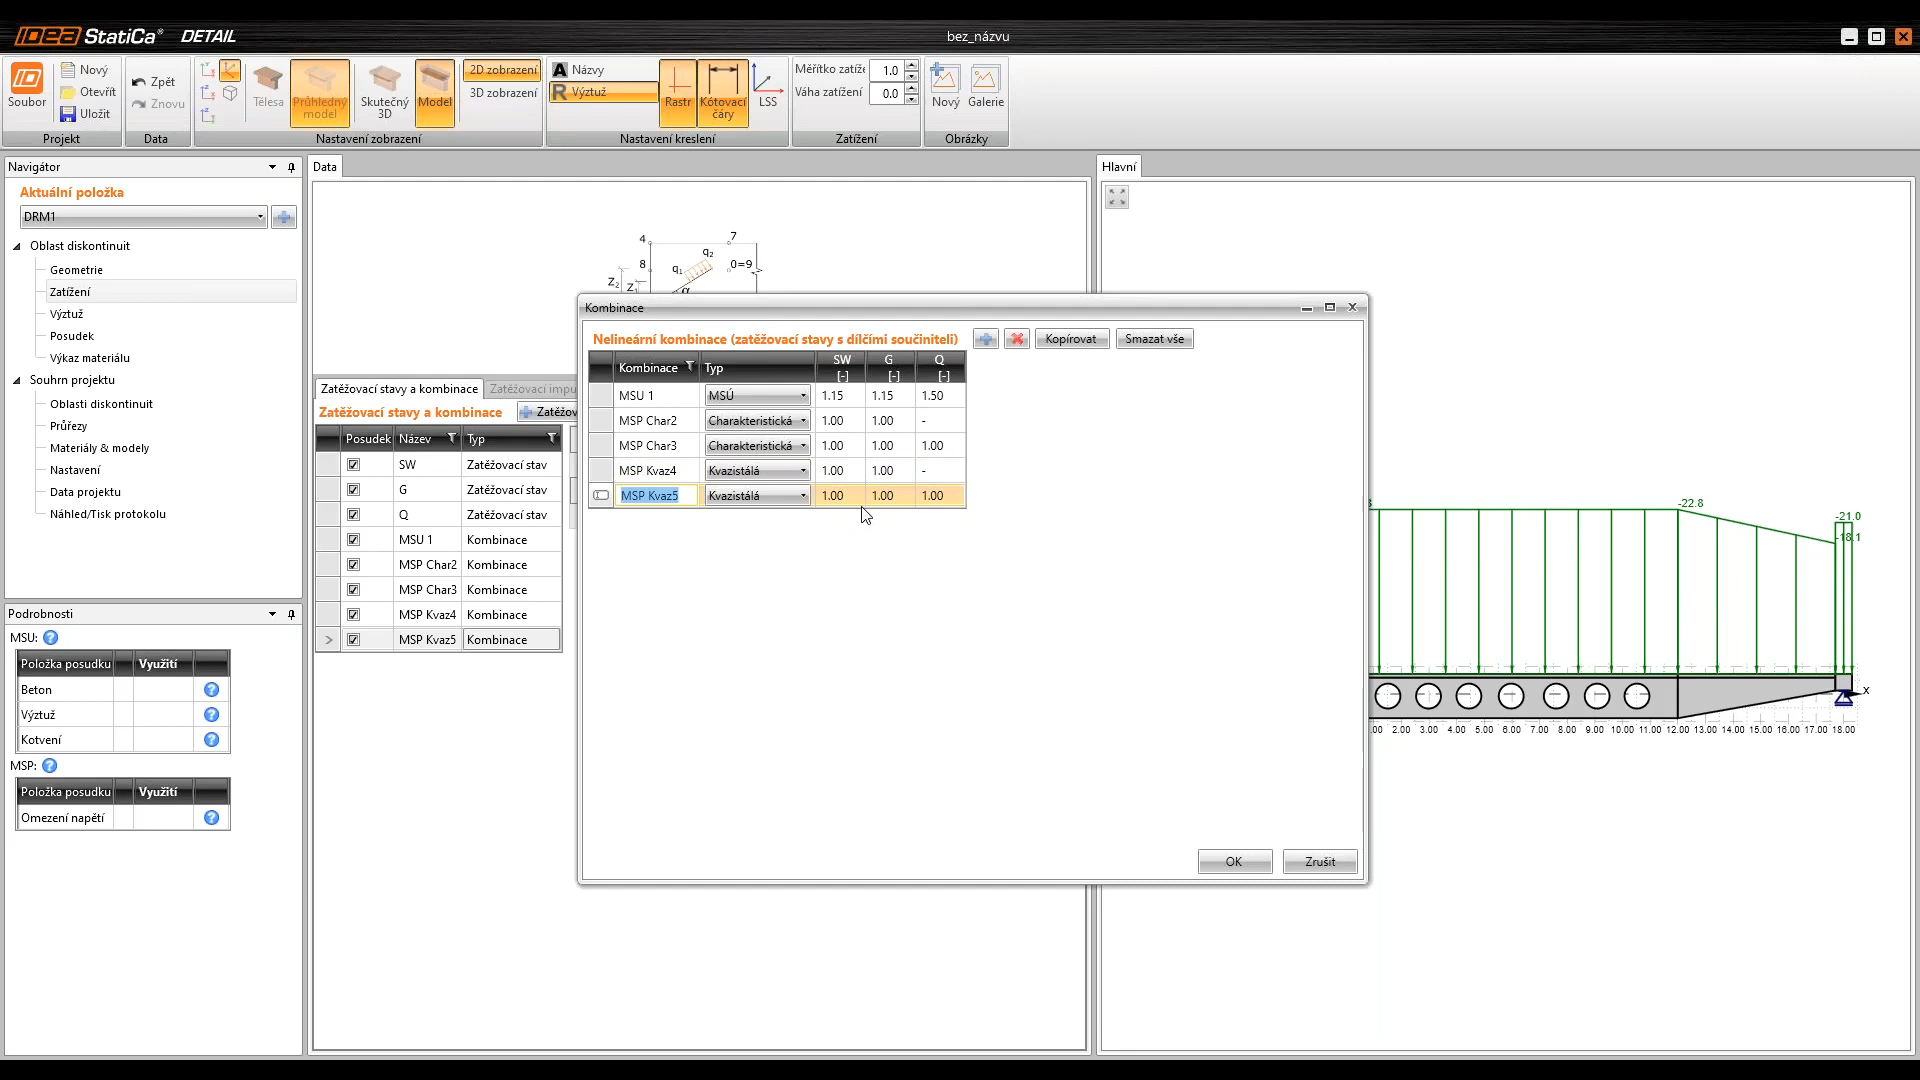 IDEA StatiCa® DETAIL
bez_názvu
Soubor
Nový
Otevřít
Uložit
Projekt
Zpět
Znovu
Data
Tělesa
Průhledný model
Skutečný 3D
Model
2D zobrazení
3D zobrazení
Nastavení zobrazení
A Názvy
R Výztuž
Rastr
Kótovací čáry
LSS
Nastavení kreslení
Měřítko zatíže 1.0
Váha zatížení 0.0
Zatížení
Nový
Galerie
Obrázky
Navigátor
Aktuální položka
DRM1
Oblast diskontinuit
Geometrie
Zatížení
Výztuž
Posudek
Výkaz materiálu
Souhrn projektu
Oblasti diskontinuit
Průřezy
Materiály & modely
Nastavení
Data projektu
Náhled/Tisk protokolu
Podrobnosti
MSU:
Položka posudku Využití
Beton
Výztuž
Kotvení
MSP:
Položka posudku Využití
Omezení napětí
Data
4
7
q2
8
q1
0=9
Z2
α
Zatěžovací stavy a kombinace
Zatěžovací impu
Zatěžovací stavy a kombinace
Zatěžov
Posudek Název Typ
SW Zatěžovací stav
G Zatěžovací stav
Q Zatěžovací stav
MSU 1 Kombinace
MSP Char2 Kombinace
MSP Char3 Kombinace
MSP Kvaz4 Kombinace
MSP Kvaz5 Kombinace
Kombinace
Nelineární kombinace (zatěžovací stavy s dílčími součiniteli)
Kopírovat
Smazat vše
Kombinace Typ SW [-] G [-] Q [-]
MSU 1 MSÚ 1.15 1.15 1.50
MSP Char2 Charakteristická 1.00 1.00 -
MSP Char3 Charakteristická 1.00 1.00 1.00
MSP Kvaz4 Kvazistálá 1.00 1.00 -
MSP Kvaz5 Kvazistálá 1.00 1.00 1.00
OK
Zrušit
Hlavní
-22.8
-21.0
-18.1
x
.00 2.00 3.00 4.00 5.00 6.00 7.00 8.00 9.00 10.00 11.00 12.00 13.00 14.00 15.00 16.00 17.00 18.00